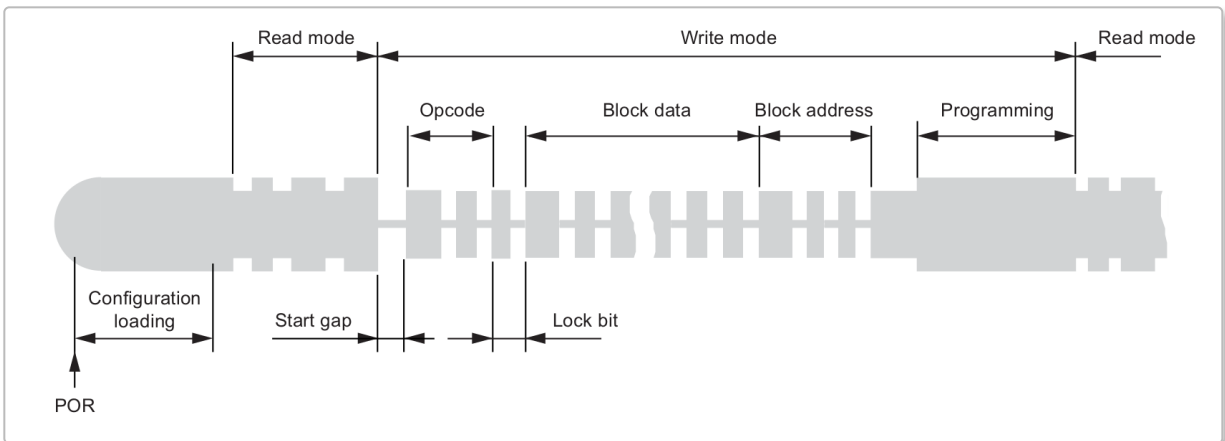 Read mode
Write mode
Read mode
Opcode
Block data
Block address
Programming
Configuration
loading
Start gap
Lock bit
POR